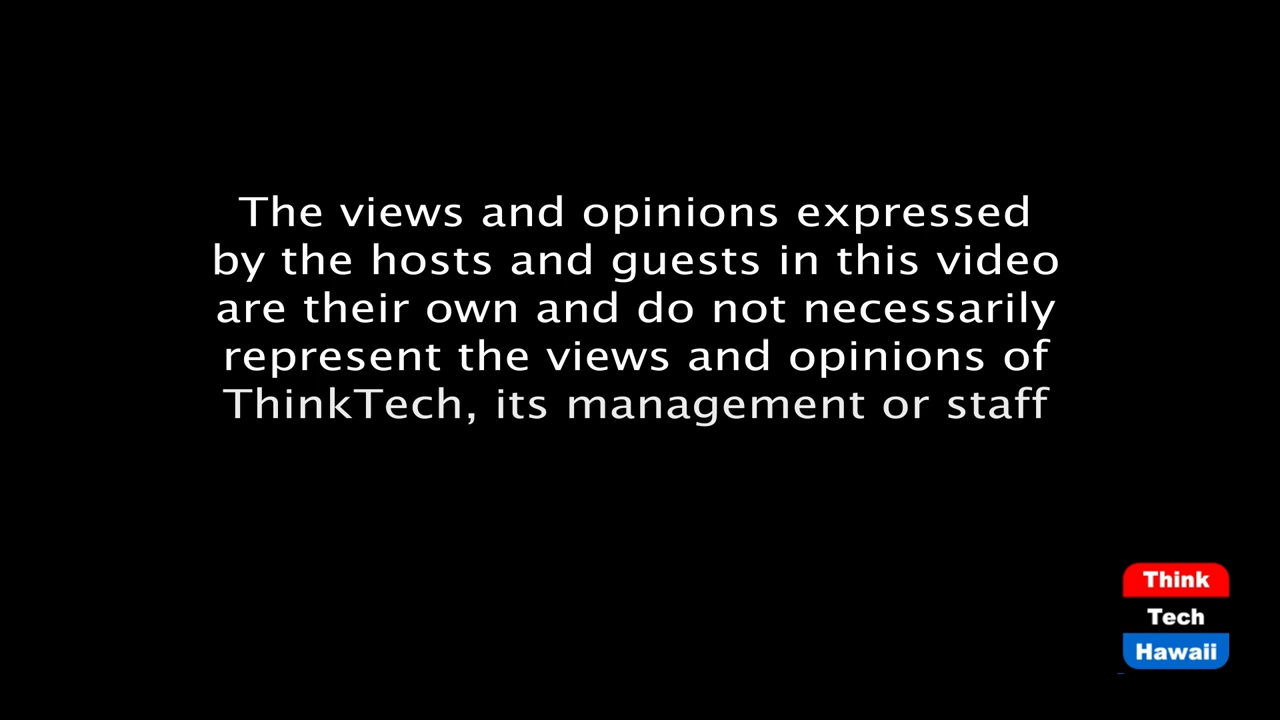 The views and opinions expressed
by the hosts and guests in this video
are their own and do not necessarily
represent the views and opinions of
ThinkTech, its management or staff
Think
Tech
Hawaii